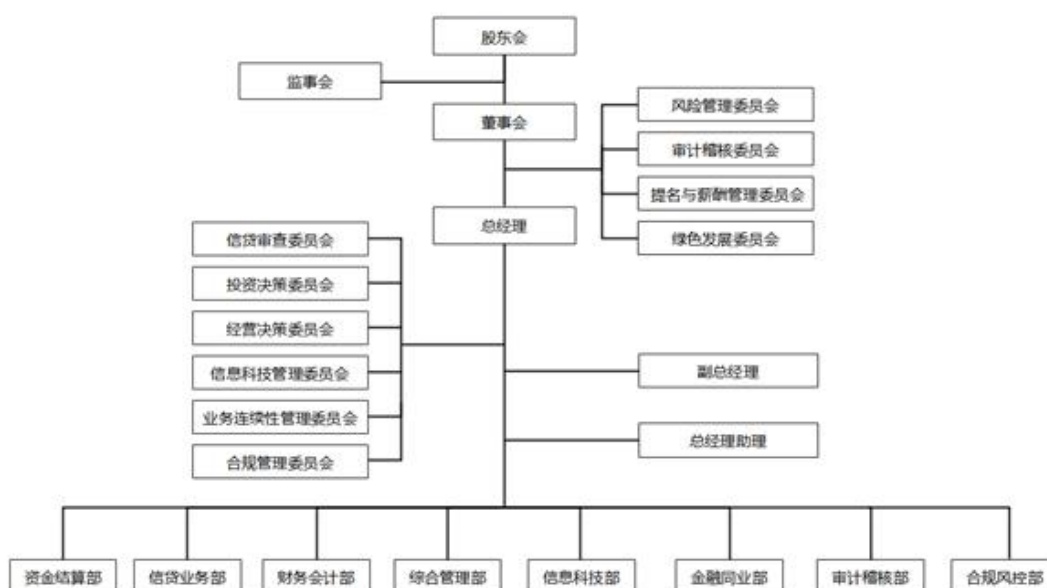 股东会
监事会
董事会
风险管理委员会
审计稽核委员会
提名与薪酬管理委员会
绿色发展委员会
总经理
信贷审查委员会
投资决策委员会
经营决策委员会
信息科技管理委员会
业务连续性管理委员会
合规管理委员会
副总经理
总经理助理
资金结算部
信贷业务部
财务会计部
综合管理部
信息科技部
金融同业部
审计稽核部
合规风控部